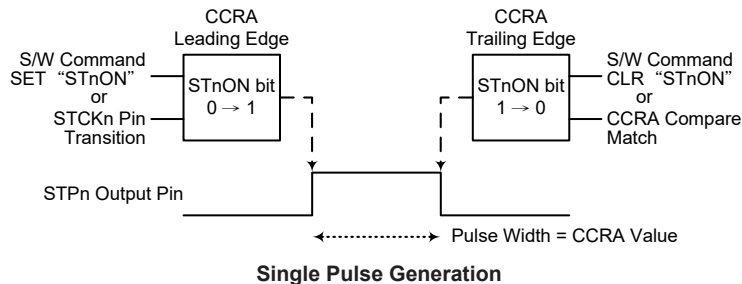 CCRA
Leading Edge
CCRA
Trailing Edge
S/W Command
SET “STnON”
or
STCKn Pin
Transition
STnON bit
0 → 1
STnON bit
1 → 0
S/W Command
CLR “STnON”
or
CCRA Compare
Match
STPn Output Pin
Pulse Width = CCRA Value
Single Pulse Generation